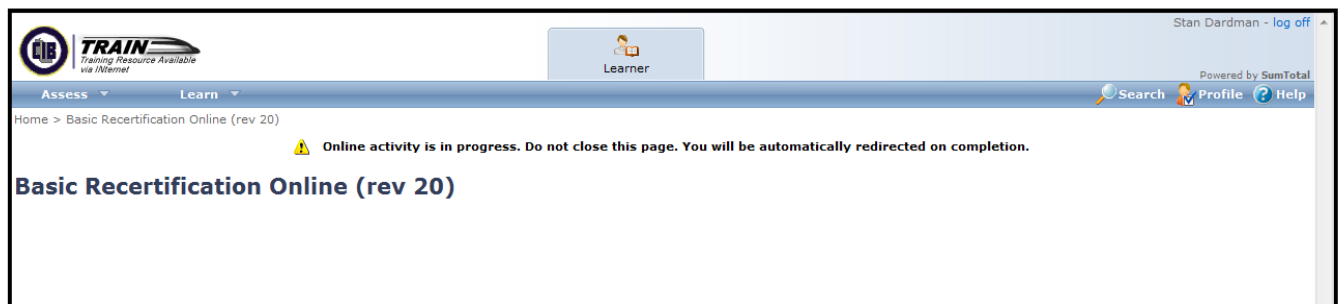 Stan Dardman - log off
CIB
TRAIN
Training Resource Available
via INternet
Learner
Powered by SumTotal
Assess Learn Search Profile Help
Home > Basic Recertification Online (rev 20)
Online activity is in progress. Do not close this page. You will be automatically redirected on completion.
Basic Recertification Online (rev 20)